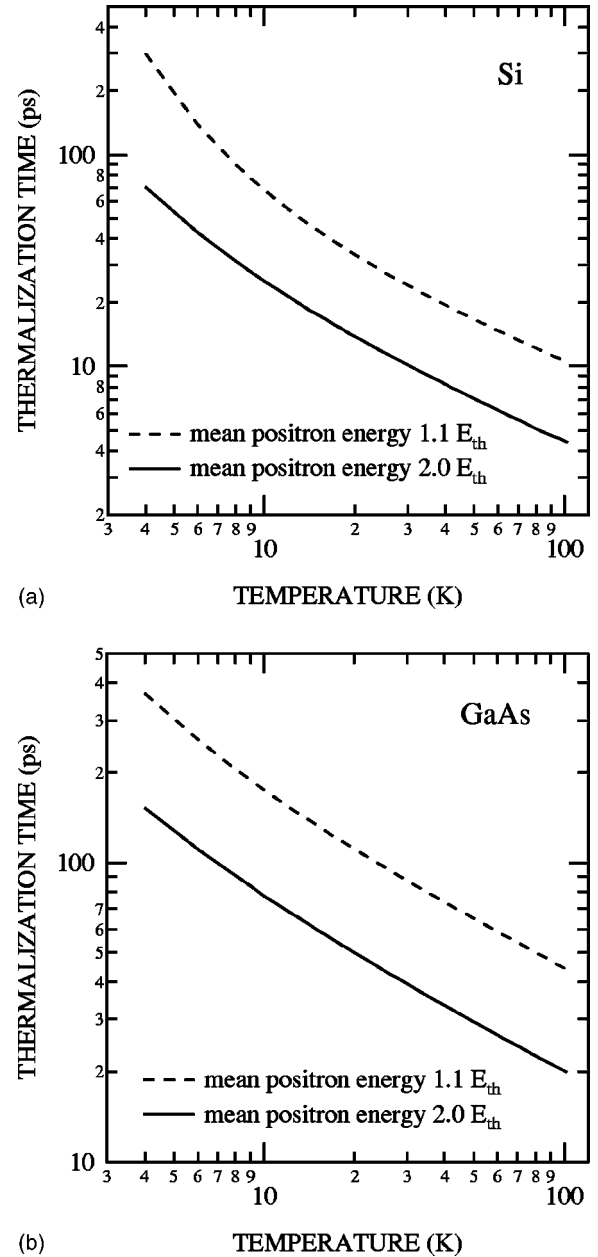 Si
4
2
100
8
6
4
2
10
8
6
4
2
THERMALIZATION TIME (ps)
mean positron energy 1.1 E_th
mean positron energy 2.0 E_th
3 4 5 6 7 8 9 10 2 3 4 5 6 7 8 9 100
(a)
TEMPERATURE (K)
GaAs
5
4
3
2
100
7
6
5
4
3
2
10
THERMALIZATION TIME (ps)
mean positron energy 1.1 E_th
mean positron energy 2.0 E_th
3 4 5 6 7 8 9 10 2 3 4 5 6 7 8 9 100
(b)
TEMPERATURE (K)